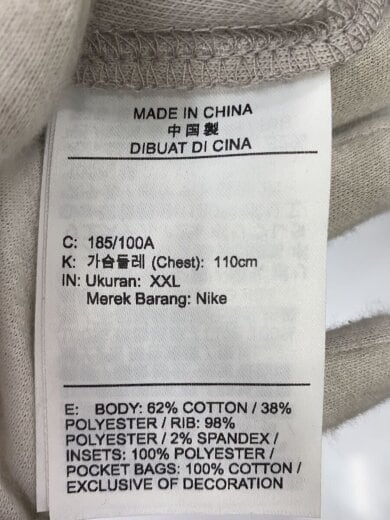 MADE IN CHINA
中国製
DIBUAT DI CINA
C: 185/100A
K: 가슴둘레 (Chest): 110cm
IN: Ukuran: XXL
Merek Barang: Nike
E: BODY: 62% COTTON / 38%
POLYESTER / RIB: 98%
POLYESTER / 2% SPANDEX /
INSETS: 100% POLYESTER /
POCKET BAGS: 100% COTTON /
EXCLUSIVE OF DECORATION